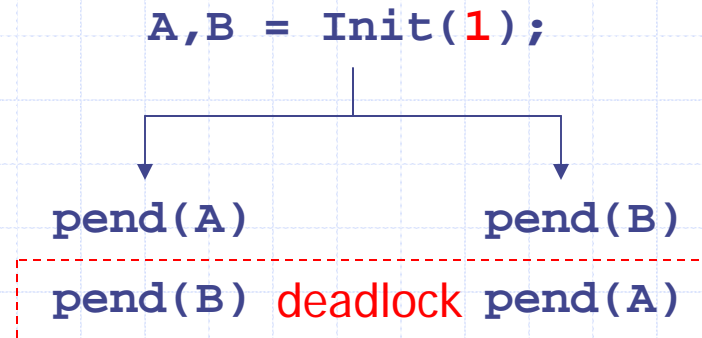 A,B = Init(1);
pend(A) pend(B)
pend(B) deadlock pend(A)